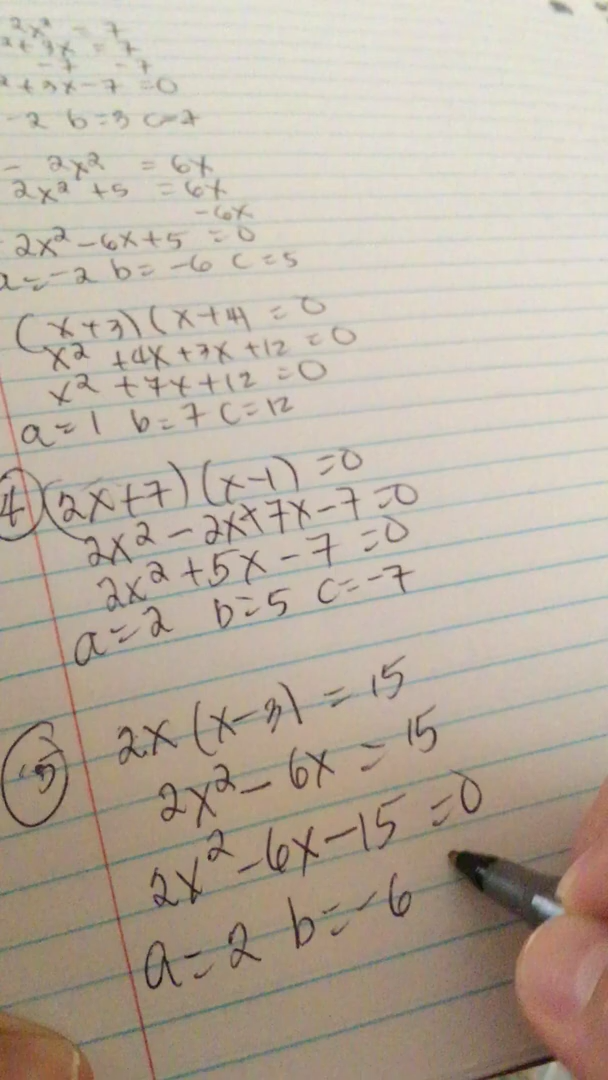 2x² = 7
+ 3x = 7
-7 -7
+ 3x - 7 = 0
-2 b=3 c=7
- 2x² = 6x
2x² + 5 = 6x
-6x
2x² - 6x + 5 = 0
a = -2 b = -6 c = 5
(x+3)(x+4) = 0
x² + 4x + 3x + 12 = 0
x² + 7x + 12 = 0
a = 1 b = 7 c = 12
4 (2x+7)(x-1) = 0
2x² - 2x + 7x - 7 = 0
2x² + 5x - 7 = 0
a = 2 b = 5 c = -7
5 2x(x-3) = 15
2x² - 6x = 15
2x² - 6x - 15 = 0
a = 2 b = -6